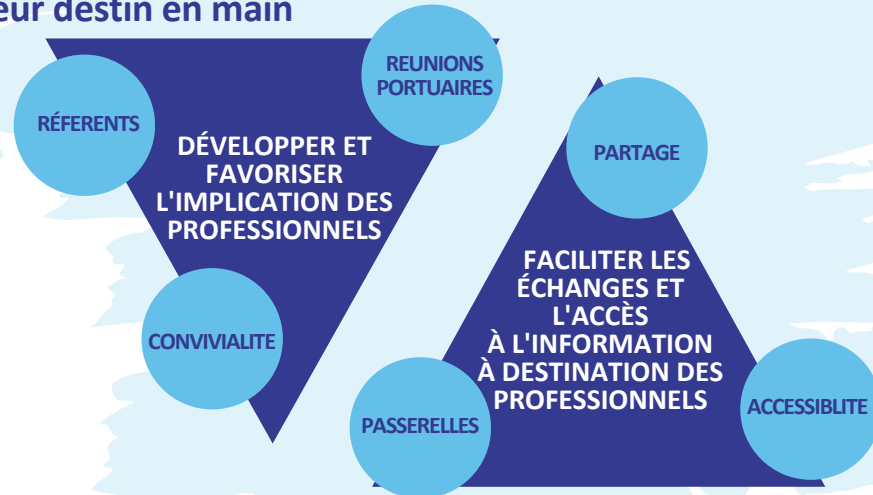 eur destin en main
RÉFERENTS
REUNIONS
PORTUAIRES
DÉVELOPPER ET
FAVORISER
L'IMPLICATION DES
PROFESSIONNELS
CONVIVIALITE
PARTAGE
FACILITER LES
ÉCHANGES ET
L'ACCÈS
À L'INFORMATION
À DESTINATION DES
PROFESSIONNELS
PASSERELLES
ACCESSIBLITE